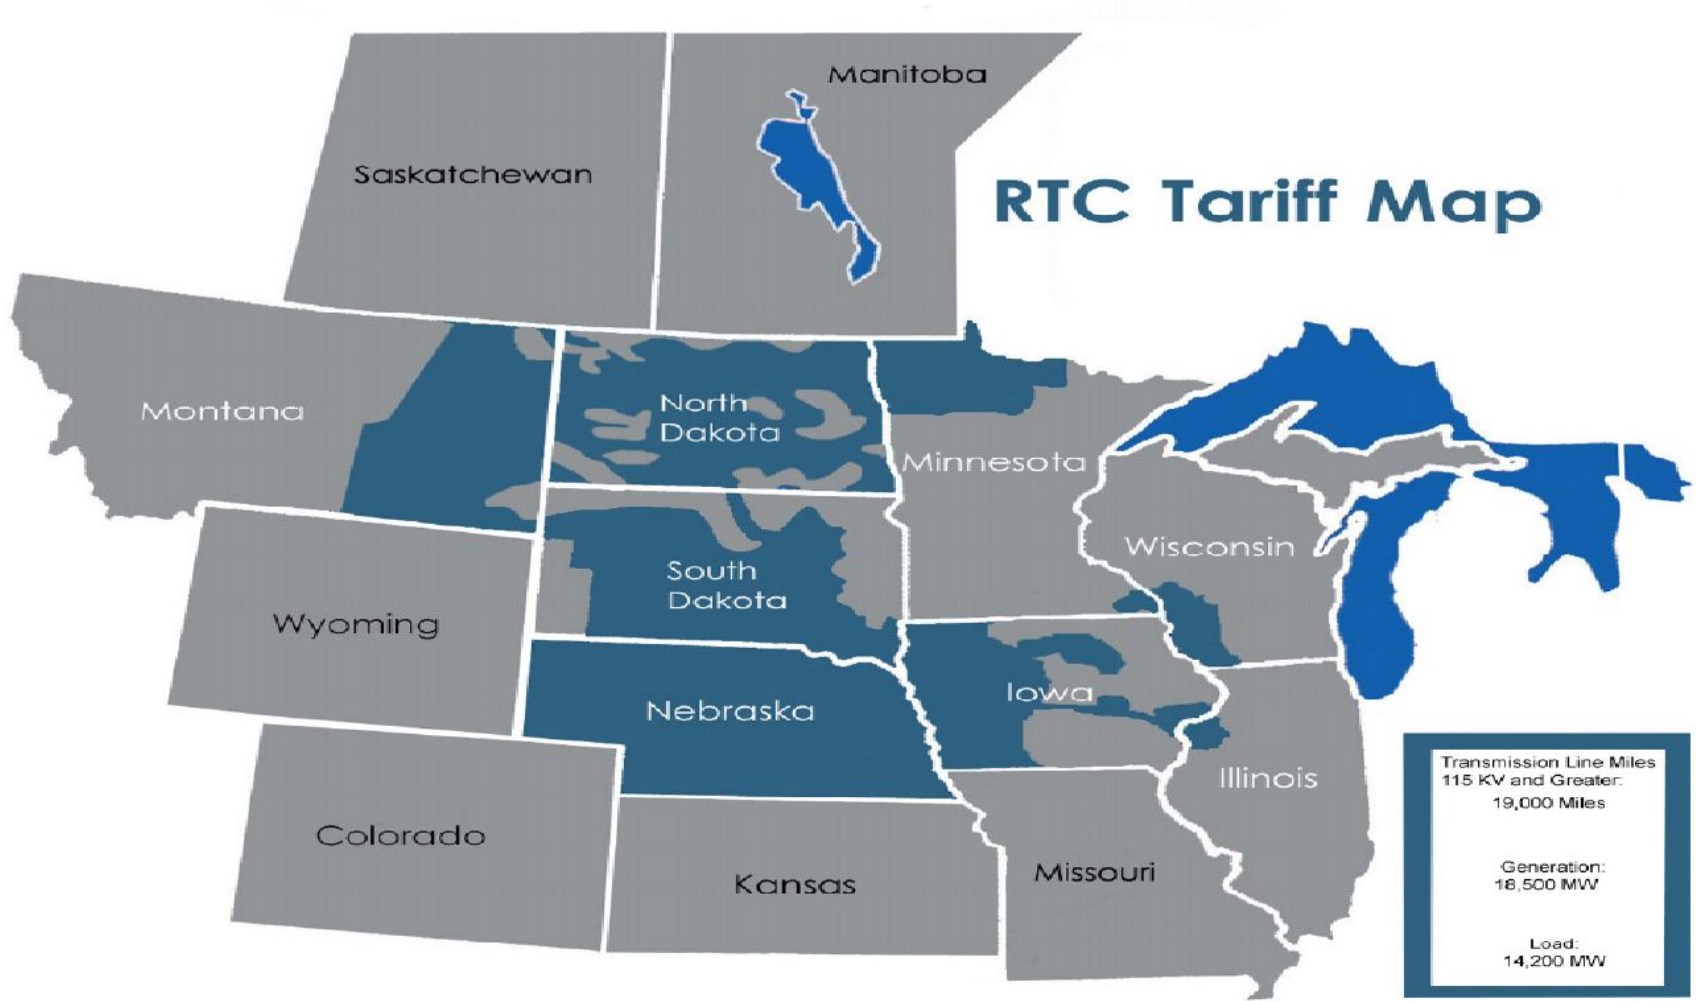 Manitoba
Saskatchewan
RTC Tariff Map
Montana
North
Dakota
Minnesota
Wisconsin
South
Dakota
Wyoming
Iowa
Nebraska
Illinois
Colorado
Kansas
Missouri
Transmission Line Miles
115 KV and Greater:
19,000 Miles
Generation:
18,500 MW
Load:
14,200 MW